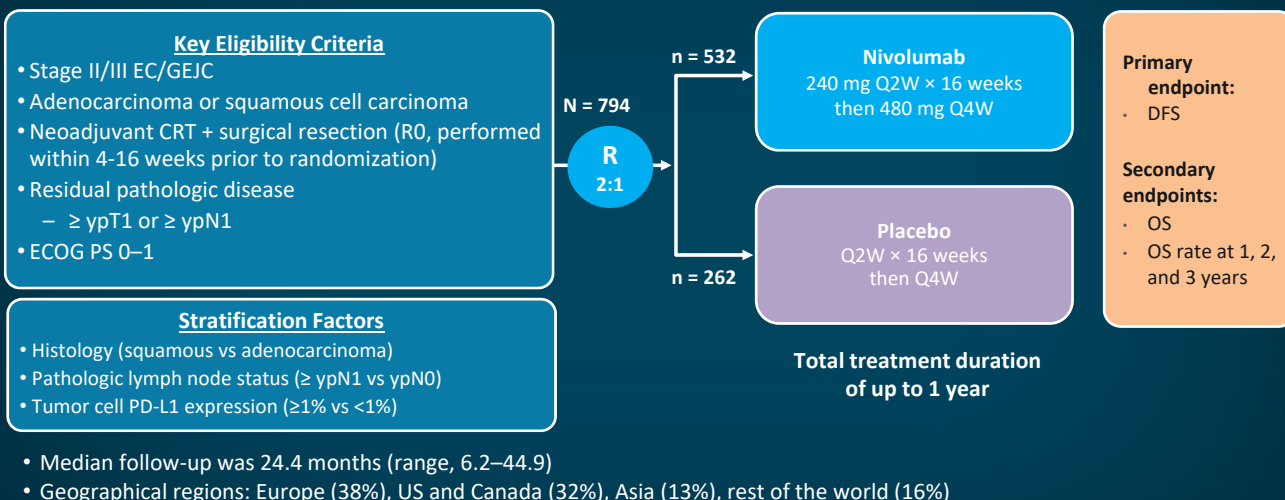 Key Eligibility Criteria
• Stage II/III EC/GEJC
• Adenocarcinoma or squamous cell carcinoma
• Neoadjuvant CRT + surgical resection (R0, performed
within 4-16 weeks prior to randomization)
• Residual pathologic disease
– ≥ ypT1 or ≥ ypN1
• ECOG PS 0–1
Stratification Factors
• Histology (squamous vs adenocarcinoma)
• Pathologic lymph node status (≥ ypN1 vs ypN0)
• Tumor cell PD-L1 expression (≥1% vs <1%)
N = 794
R
2:1
n = 532
n = 262
Nivolumab
240 mg Q2W × 16 weeks
then 480 mg Q4W
Placebo
Q2W × 16 weeks
then Q4W
Total treatment duration
of up to 1 year
Primary
endpoint:
• DFS
Secondary
endpoints:
• OS
• OS rate at 1, 2,
and 3 years
• Median follow-up was 24.4 months (range, 6.2–44.9)
• Geographical regions: Europe (38%), US and Canada (32%), Asia (13%), rest of the world (16%)